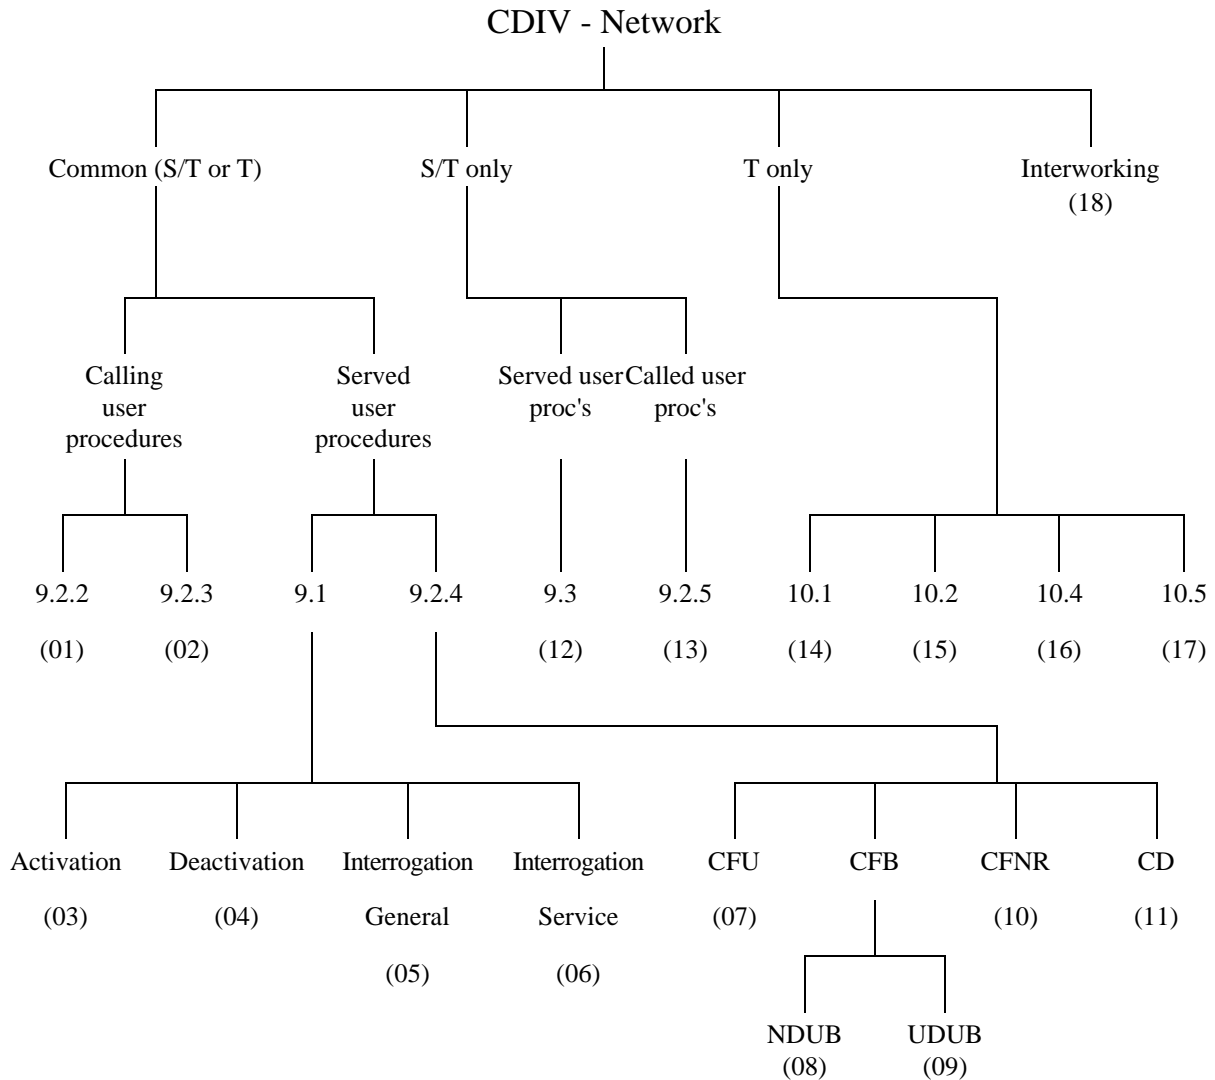 CDIV - Network
Common (S/T or T)
S/T only
T only
Interworking
(18)
Calling
user
procedures
Served
user
procedures
Served user
proc's
Called user
proc's
9.2.2
(01)
9.2.3
(02)
9.1
9.2.4
9.3
(12)
9.2.5
(13)
10.1
(14)
10.2
(15)
10.4
(16)
10.5
(17)
Activation
(03)
Deactivation
(04)
Interrogation
General
(05)
Interrogation
Service
(06)
CFU
(07)
CFB
CFNR
(10)
CD
(11)
NDUB
(08)
UDUB
(09)